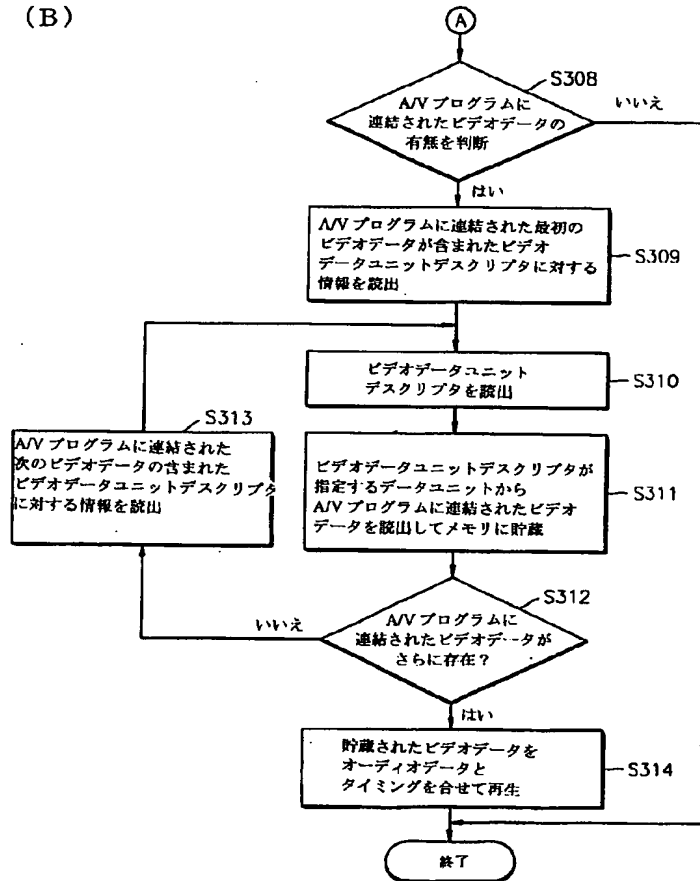 (B)
A
S308
A/V プログラムに
連結されたビデオデータの
有無を判断
いいえ
はい
A/V プログラムに連結された最初の
ビデオデータが含まれたビデオ
データユニットデスクリプタに対する
情報を読出
S309
ビデオデータユニット
デスクリプタを読出
S310
S313
A/V プログラムに連結された
次のビデオデータの含まれた
ビデオデータユニットデスクリプタ
に対する情報を読出
ビデオデータユニットデスクリプタが
指定するデータユニットから
A/V プログラムに連結されたビデオ
データを読出してメモリに貯蔵
S311
S312
A/V プログラムに
連結されたビデオデータが
さらに存在?
いいえ
はい
貯蔵されたビデオデータを
オーディオデータと
タイミングを合せて再生
S314
終了